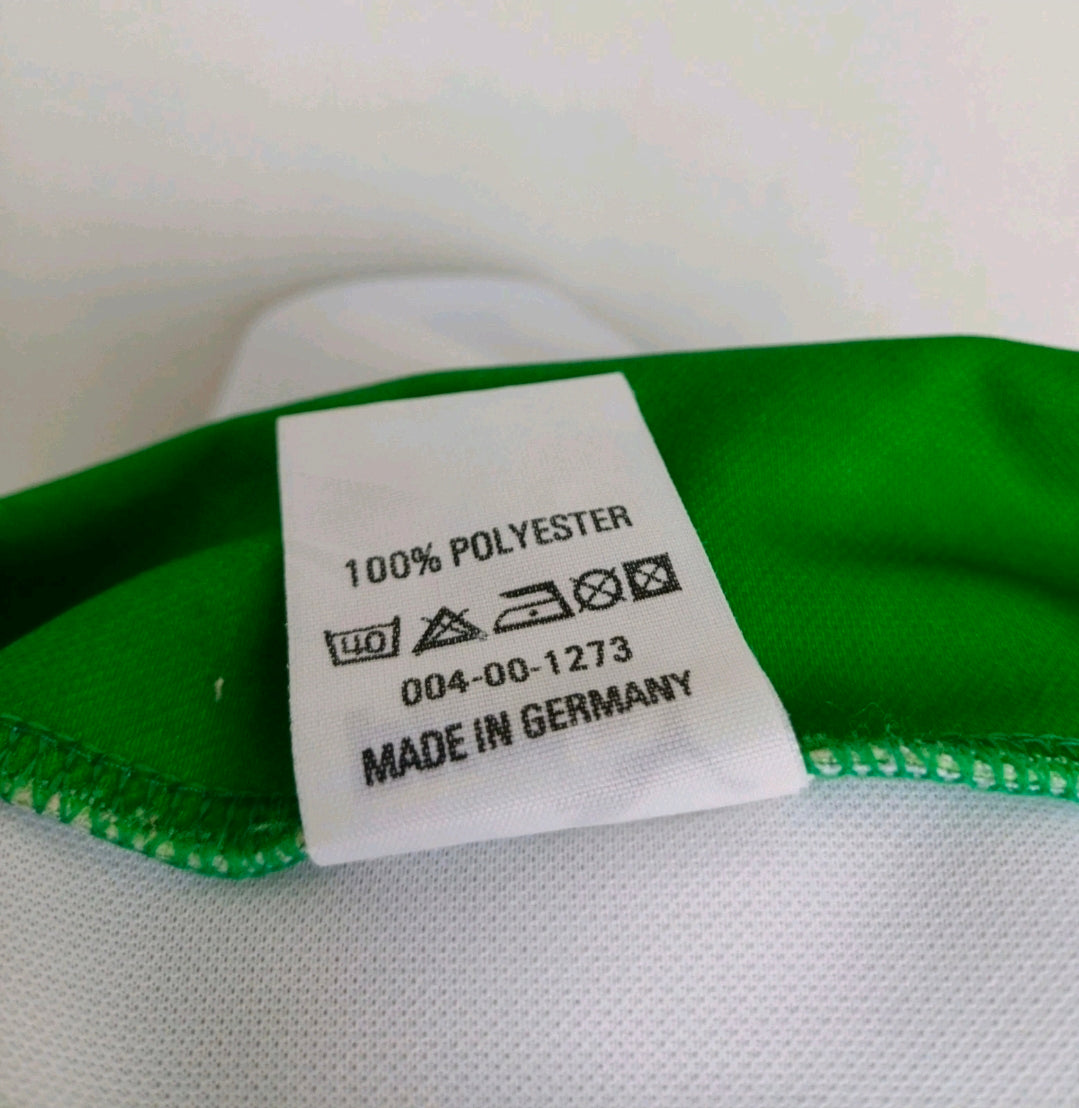 100% POLYESTER
40
004-00-1273
MADE IN GERMANY